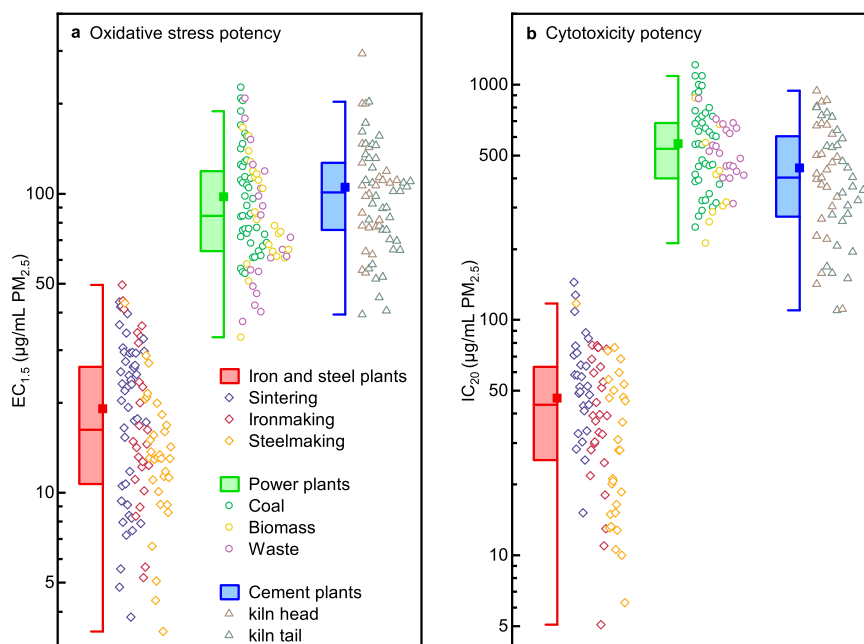 a Oxidative stress potency
100
50
10
5
EC1.5 (µg/mL PM2.5)
Iron and steel plants
Sintering
Ironmaking
Steelmaking
Power plants
Coal
Biomass
Waste
Cement plants
kiln head
kiln tail
b Cytotoxicity potency
1000
500
100
50
10
5
IC20 (µg/mL PM2.5)